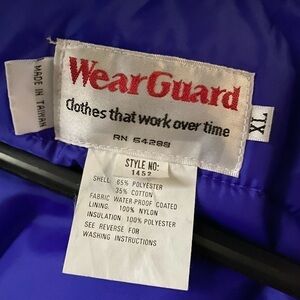 MADE IN TAIWAN
WearGuard
Clothes that work over time
RN 54288
XL
STYLE NO:
1452
SHELL: 65% POLYESTER
35% COTTON
FABRIC WATER-PROOF COATED
LINING: 100% NYLON
INSULATION 100% POLYESTER
SEE REVERSE FOR
WASHING INSTRUCTIONS